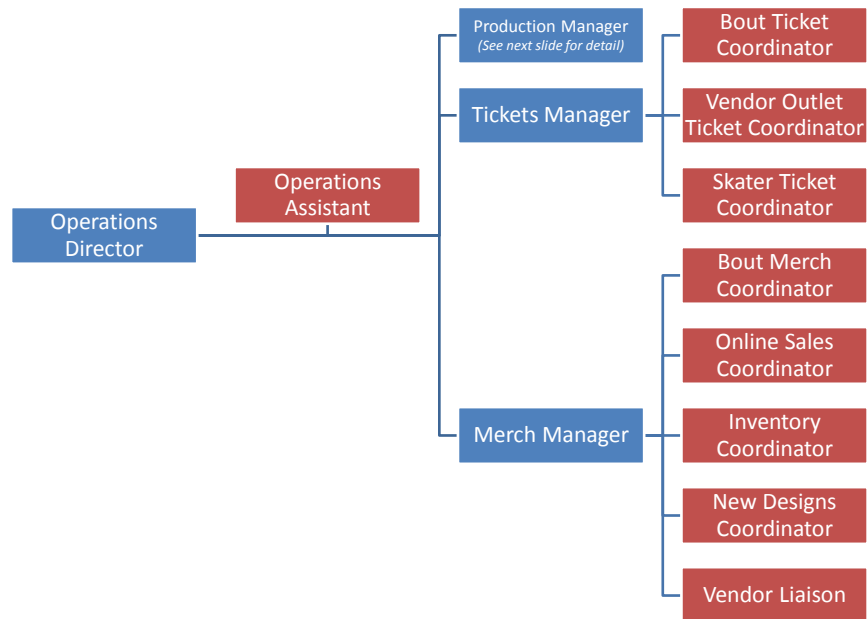 Production Manager
(See next slide for detail)
Bout Ticket
Coordinator
Tickets Manager
Vendor Outlet
Ticket Coordinator
Skater Ticket
Coordinator
Operations
Assistant
Operations
Director
Bout Merch
Coordinator
Online Sales
Coordinator
Merch Manager
Inventory
Coordinator
New Designs
Coordinator
Vendor Liaison